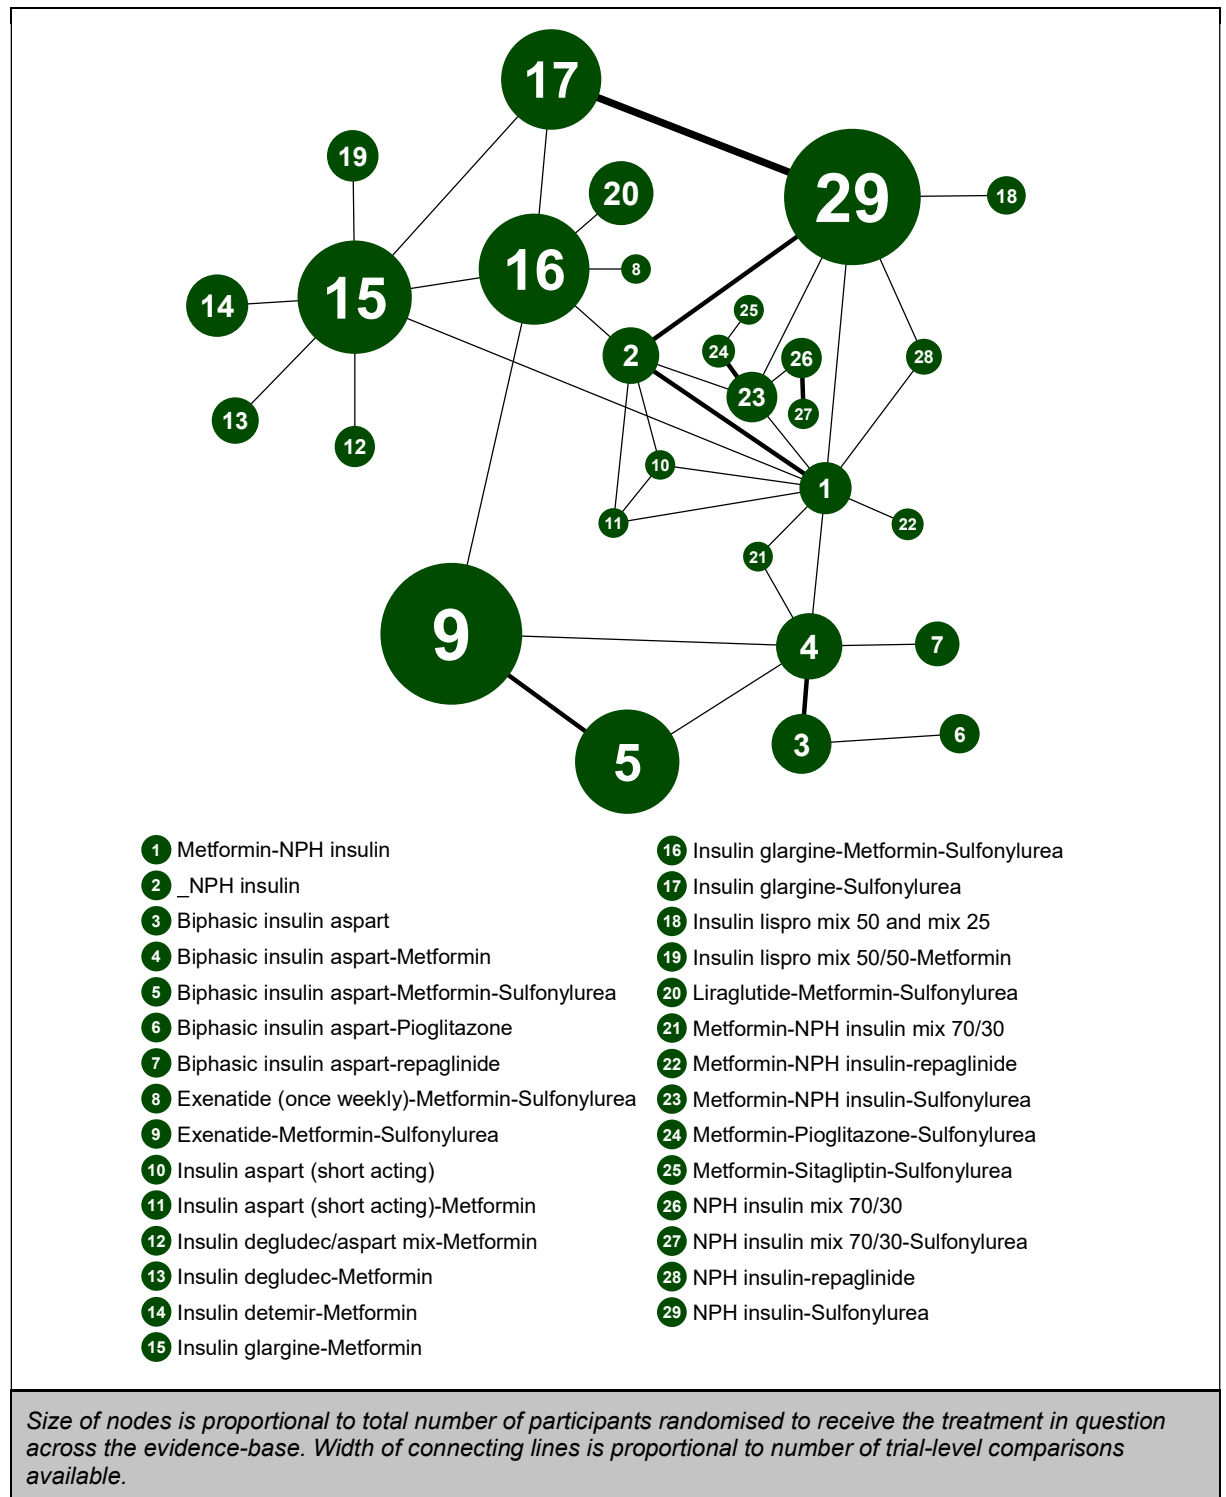 17
29
19
20
18
16
8
15
14
25
2
24
26
28
23
27
13
12
10
1
11
22
21
9
4
7
3
6
5
1 Metformin-NPH insulin
2 _NPH insulin
3 Biphasic insulin aspart
4 Biphasic insulin aspart-Metformin
5 Biphasic insulin aspart-Metformin-Sulfonylurea
6 Biphasic insulin aspart-Pioglitazone
7 Biphasic insulin aspart-repaglinide
8 Exenatide (once weekly)-Metformin-Sulfonylurea
9 Exenatide-Metformin-Sulfonylurea
10 Insulin aspart (short acting)
11 Insulin aspart (short acting)-Metformin
12 Insulin degludec/aspart mix-Metformin
13 Insulin degludec-Metformin
14 Insulin detemir-Metformin
15 Insulin glargine-Metformin
16 Insulin glargine-Metformin-Sulfonylurea
17 Insulin glargine-Sulfonylurea
18 Insulin lispro mix 50 and mix 25
19 Insulin lispro mix 50/50-Metformin
20 Liraglutide-Metformin-Sulfonylurea
21 Metformin-NPH insulin mix 70/30
22 Metformin-NPH insulin-repaglinide
23 Metformin-NPH insulin-Sulfonylurea
24 Metformin-Pioglitazone-Sulfonylurea
25 Metformin-Sitagliptin-Sulfonylurea
26 NPH insulin mix 70/30
27 NPH insulin mix 70/30-Sulfonylurea
28 NPH insulin-repaglinide
29 NPH insulin-Sulfonylurea
Size of nodes is proportional to total number of participants randomised to receive the treatment in question
across the evidence-base. Width of connecting lines is proportional to number of trial-level comparisons
available.